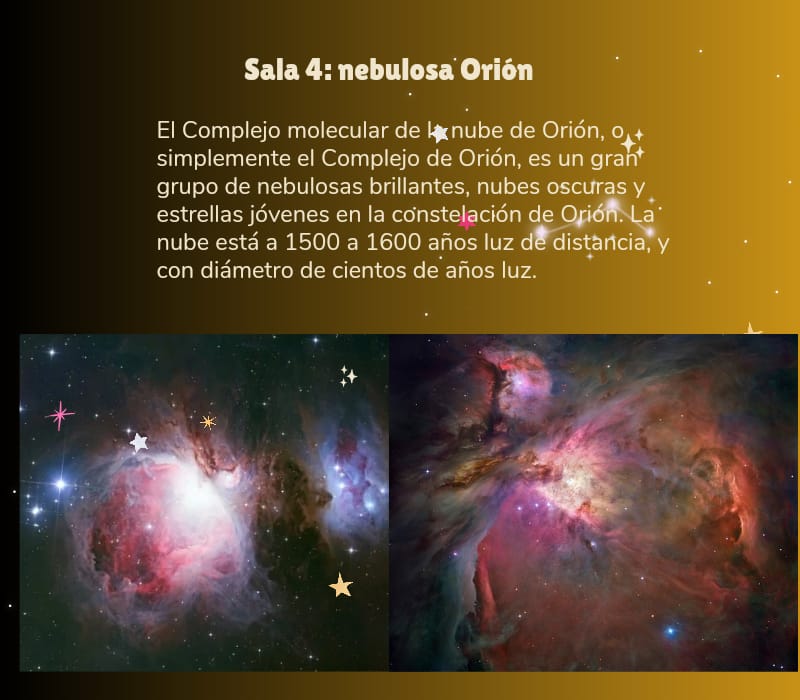 Sala 4: nebulosa Orión
El Complejo molecular de la nube de Orión, o
simplemente el Complejo de Orión, es un gran
grupo de nebulosas brillantes, nubes oscuras y
estrellas jóvenes en la constelación de Orión. La
nube está a 1500 a 1600 años luz de distancia, y
con diámetro de cientos de años luz.